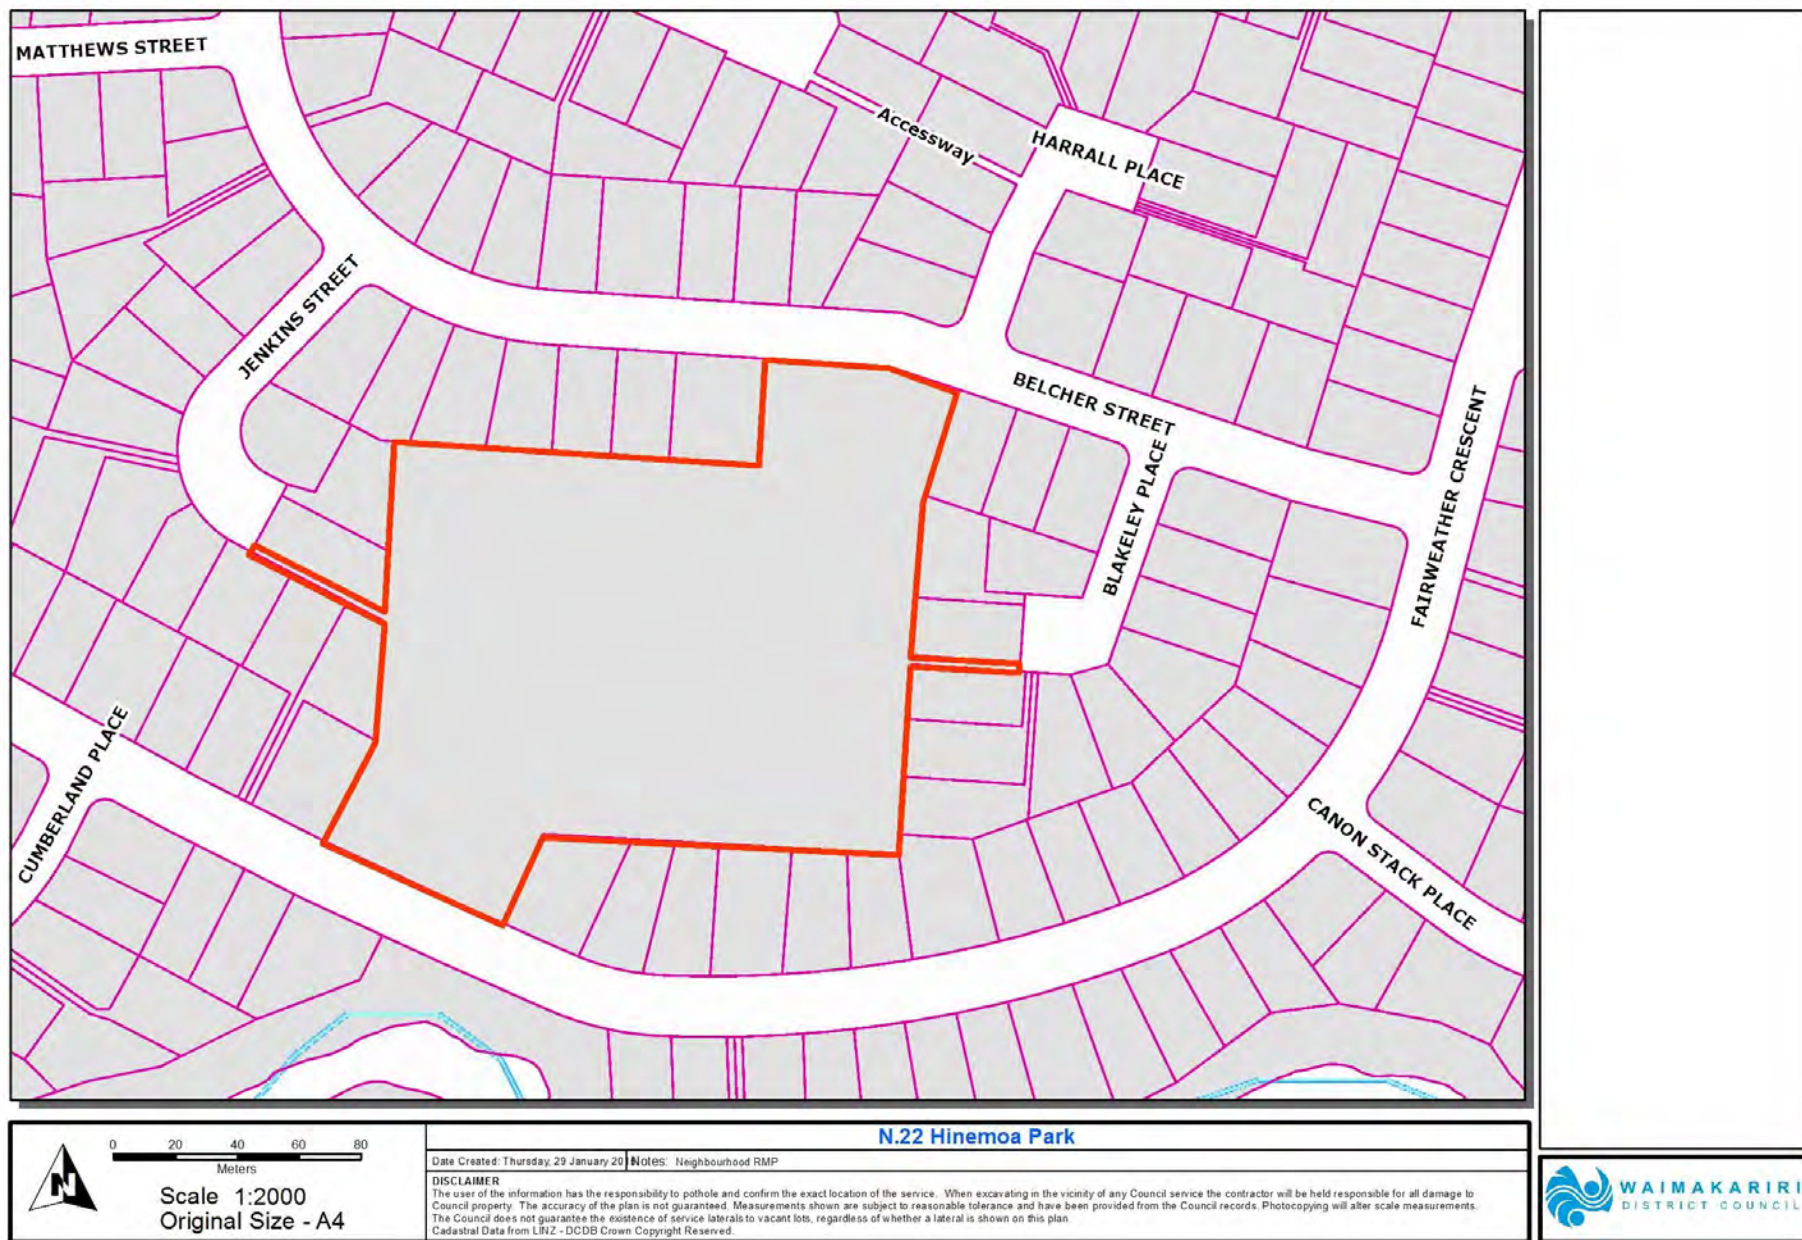 MATTHEWS STREET
Accessway
HARRALL PLACE
JENKINS STREET
BELCHER STREET
BLAKELEY PLACE
FAIRWEATHER CRESCENT
CUMBERLAND PLACE
CANON STACK PLACE
N
0 20 40 60 80
Meters
Scale 1:2000
Original Size - A4
N.22 Hinemoa Park
Date Created: Thursday, 29 January 20 Notes: Neighbourhood RMP
DISCLAIMER
The user of the information has the responsibility to pothole and confirm the exact location of the service. When excavating in the vicinity of any Council service the contractor will be held responsible for all damage to
Council property. The accuracy of the plan is not guaranteed. Measurements shown are subject to reasonable tolerance and have been provided from the Council records. Photocopying will alter scale measurements.
The Council does not guarantee the existence of service laterals to vacant lots, regardless of whether a lateral is shown on this plan
Cadastral Data from LINZ - DCDB Crown Copyright Reserved.
WAIMAKARIRI
DISTRICT COUNCIL